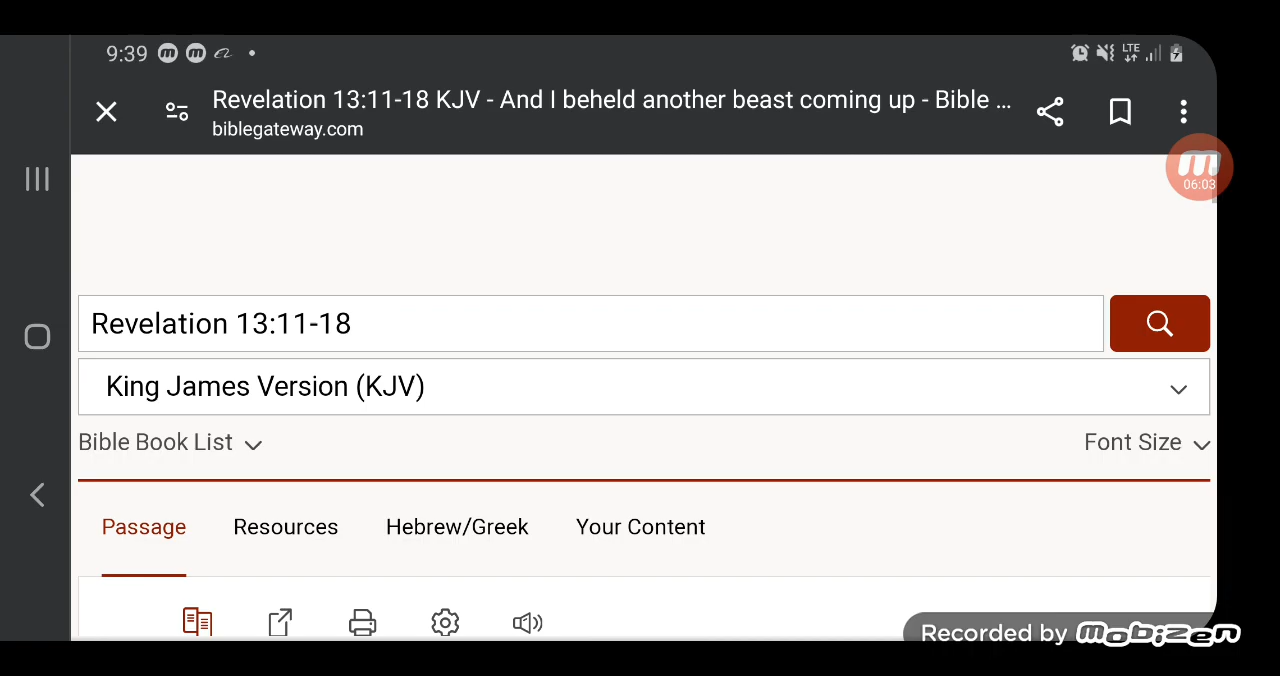 9:39
LTE
Revelation 13:11-18 KJV - And I beheld another beast coming up - Bible ...
biblegateway.com
06:03
Revelation 13:11-18
King James Version (KJV)
Bible Book List
Font Size
Passage Resources Hebrew/Greek Your Content
Recorded by mobizen